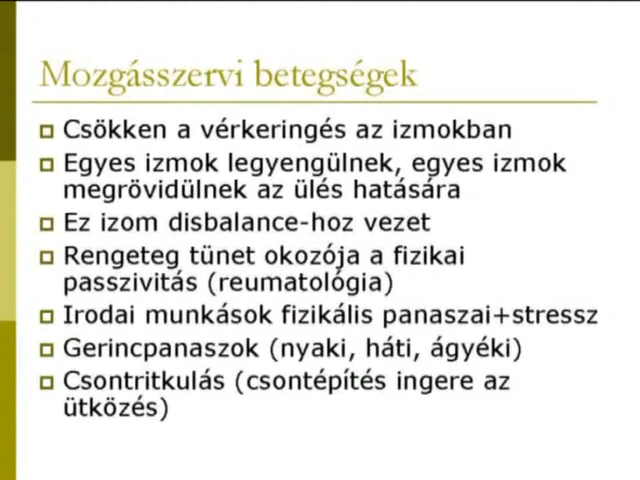 Mozgásszervi betegségek
Csökken a vérkeringés az izmokban
Egyes izmok legyengülnek, egyes izmok
megrövidülnek az ülés hatására
Ez izom disbalance-hoz vezet
Rengeteg tünet okozója a fizikai
passzivitás (reumatológia)
Irodai munkások fizikális panaszai+stressz
Gerincpanaszok (nyaki, háti, ágyéki)
Csontritkulás (csontépítés ingere az
ütközés)